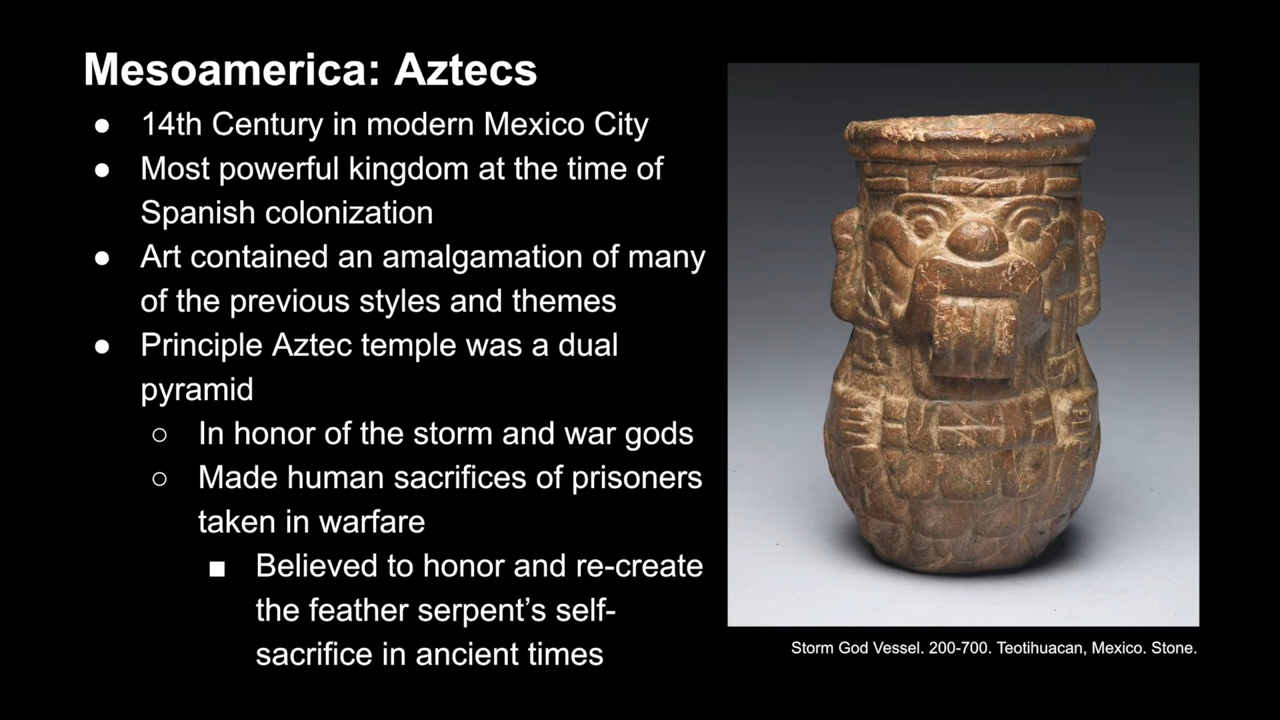 Mesoamerica: Aztecs
● 14th Century in modern Mexico City
● Most powerful kingdom at the time of
Spanish colonization
● Art contained an amalgamation of many
of the previous styles and themes
● Principle Aztec temple was a dual
pyramid
○ In honor of the storm and war gods
○ Made human sacrifices of prisoners
taken in warfare
■ Believed to honor and re-create
the feather serpent’s self-
sacrifice in ancient times
Storm God Vessel. 200-700. Teotihuacan, Mexico. Stone.